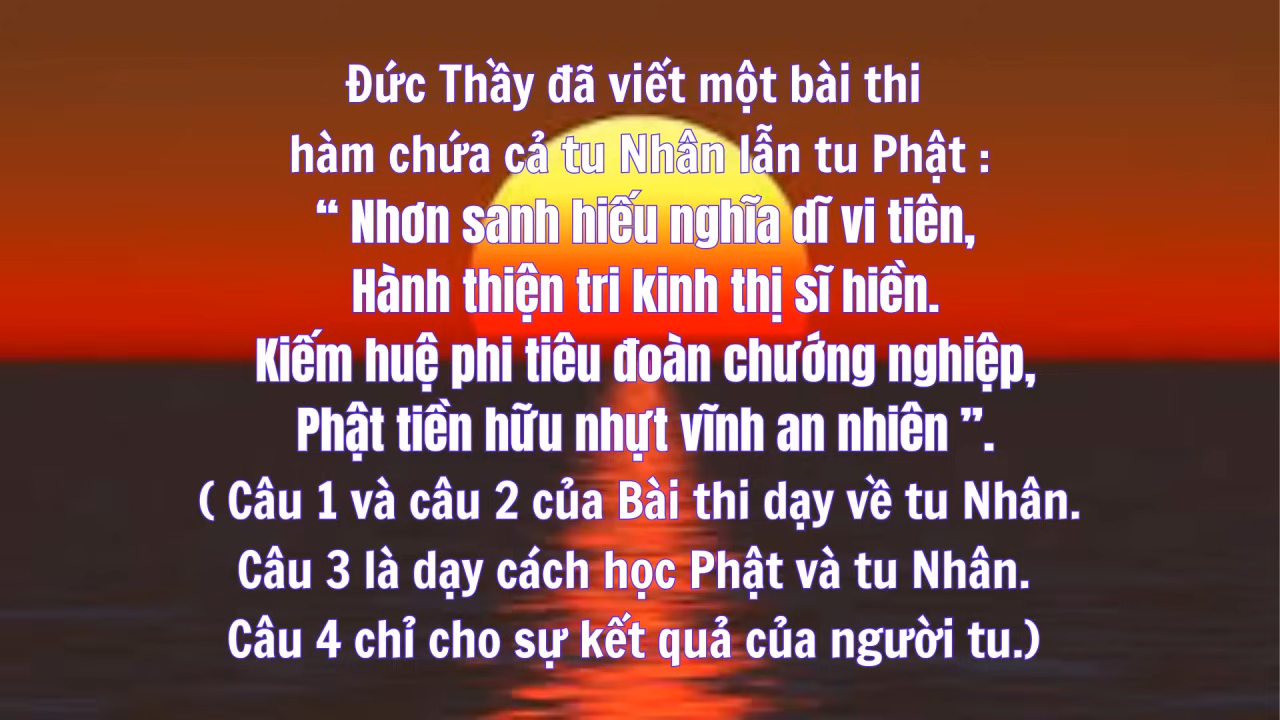 Đức Thầy đã viết một bài thi
hàm chứa cả tu Nhân lẫn tu Phật :
“ Nhơn sanh hiếu nghĩa dĩ vi tiên,
Hành thiện tri kinh thị sĩ hiền.
Kiếm huệ phi tiêu đoàn chướng nghiệp,
Phật tiền hữu nhựt vĩnh an nhiên ”.
( Câu 1 và câu 2 của Bài thi dạy về tu Nhân.
Câu 3 là dạy cách học Phật và tu Nhân.
Câu 4 chỉ cho sự kết quả của người tu.)